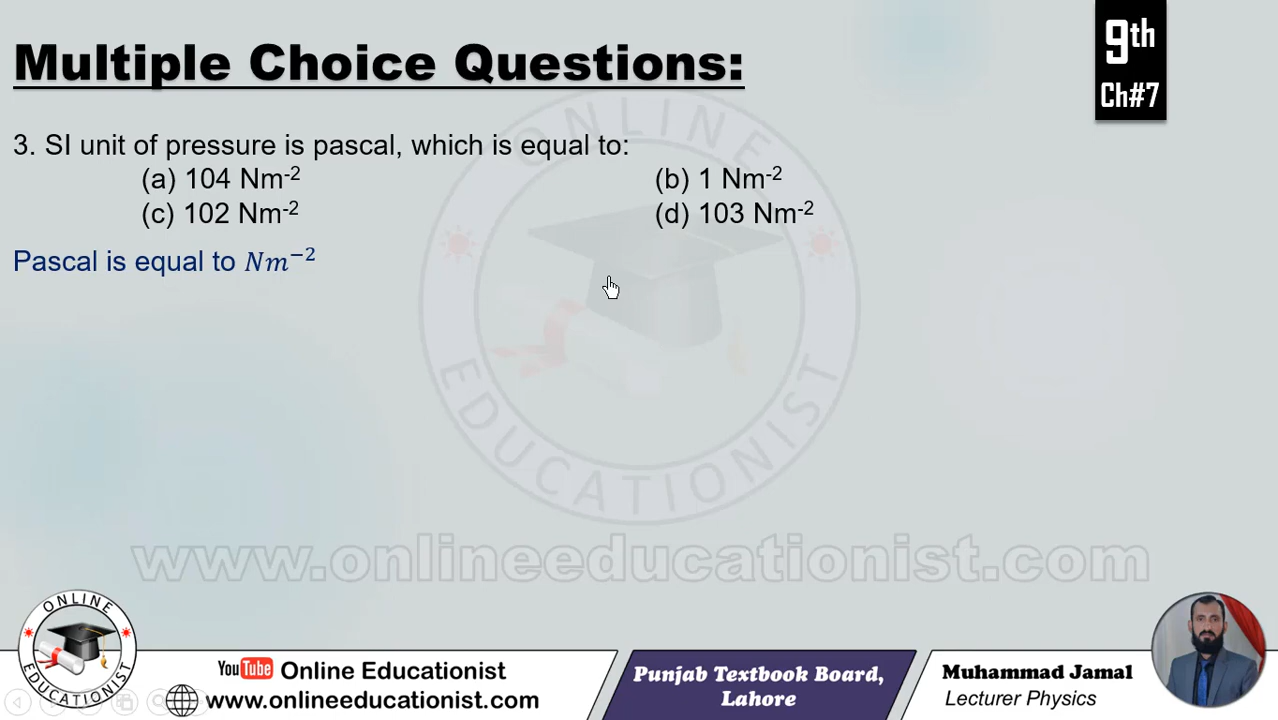 Multiple Choice Questions:
9th
Ch#7
3. SI unit of pressure is pascal, which is equal to:
(a) 104 Nm-2 (b) 1 Nm-2
(c) 102 Nm-2 (d) 103 Nm-2
Pascal is equal to Nm−2
ONLINE
EDUCATIONIST
www.onlineeducationist.com
ONLINE
EDUCATIONIST
YouTube Online Educationist
www.onlineeducationist.com
Punjab Textbook Board,
Lahore
Muhammad Jamal
Lecturer Physics